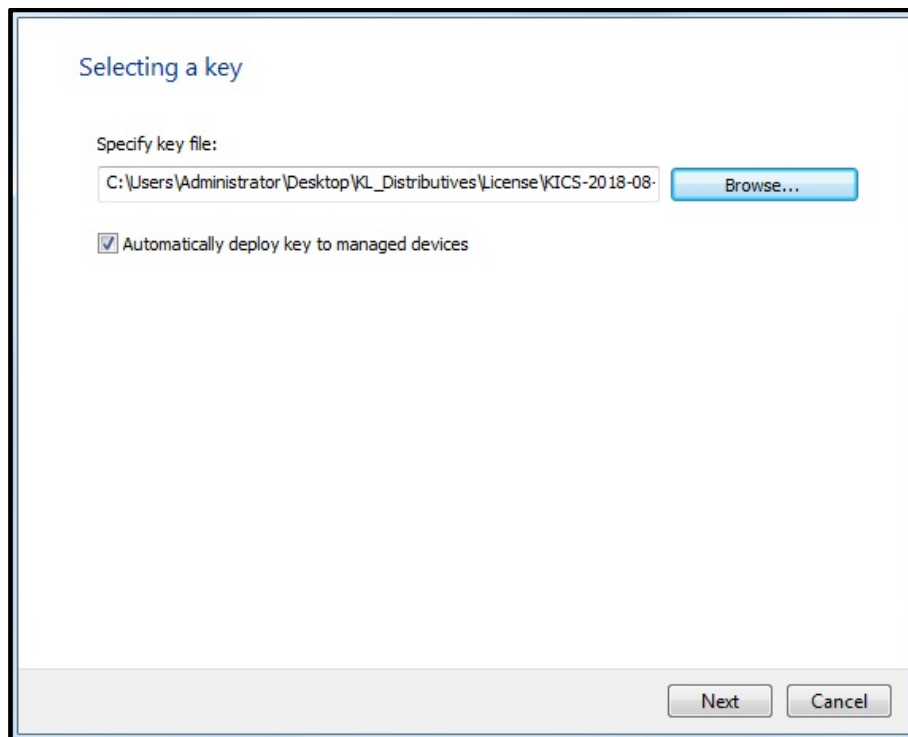 Selecting a key
Specify key file:
C:\Users\Administrator\Desktop\KL_Distributives\License\KICS-2018-08-
Browse...
Automatically deploy key to managed devices
Next
Cancel